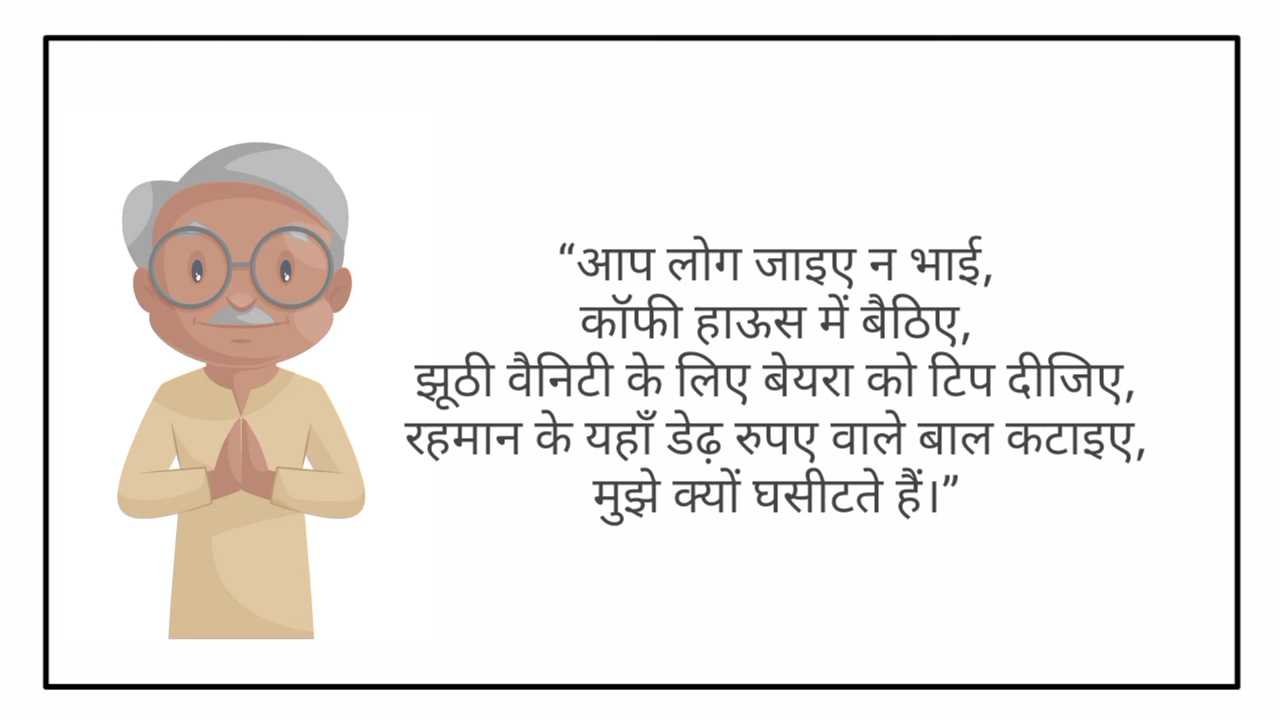 “आप लोग जाइए न भाई,
कॉफी हाऊस में बैठिए,
झूठी वैनिटी के लिए बेयरा को टिप दीजिए,
रहमान के यहाँ डेढ़ रुपए वाले बाल कटाइए,
मुझे क्यों घसीटते हैं।”